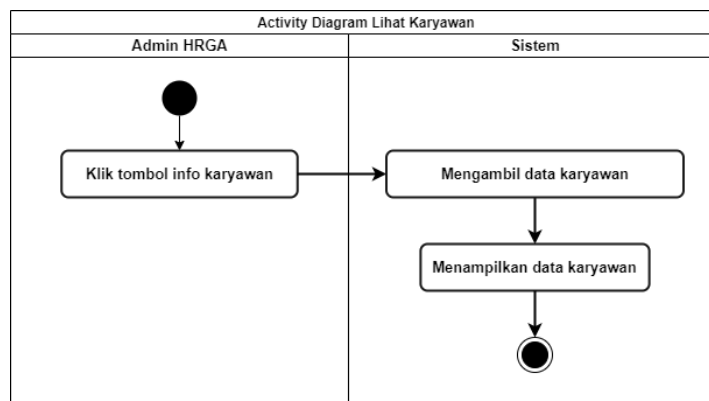 Activity Diagram Lihat Karyawan
Admin HRGA
Sistem
Klik tombol info karyawan
Mengambil data karyawan
Menampilkan data karyawan